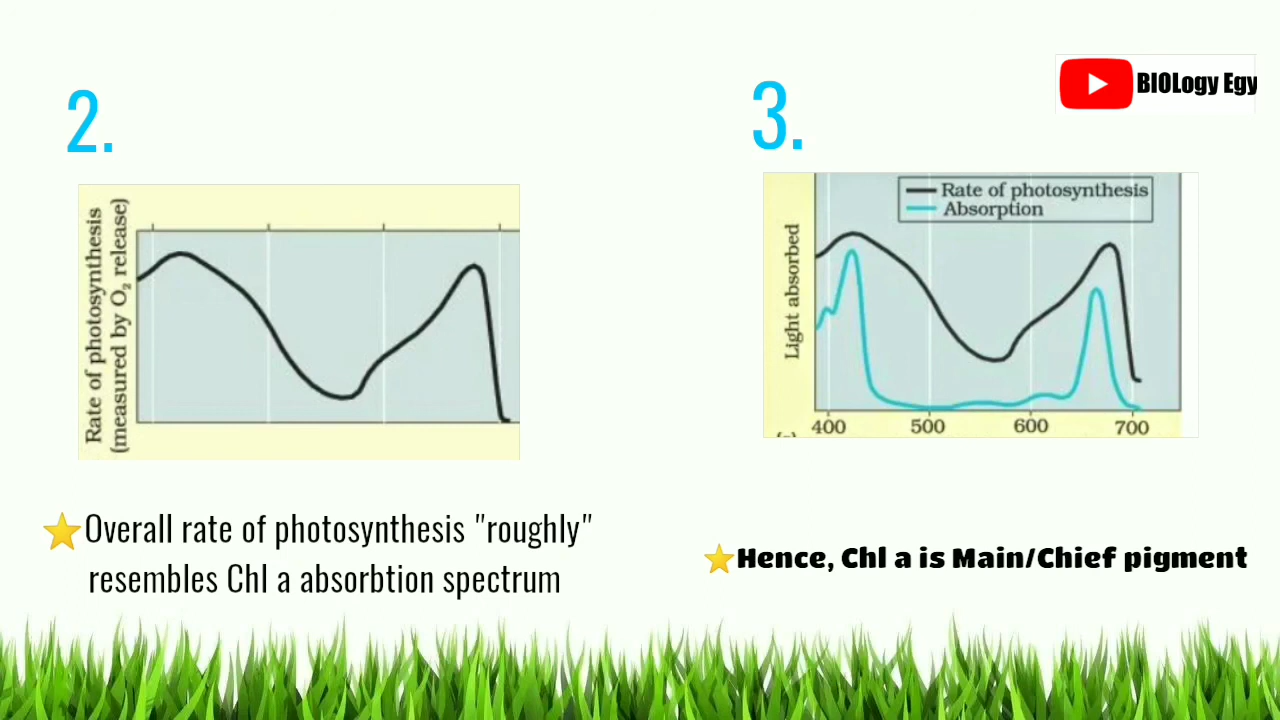 2.
3.
BIOLogy Egy
Rate of photosynthesis
(measured by O₂ release)
Light absorbed
Rate of photosynthesis
Absorption
400 500 600 700
⭐Overall rate of photosynthesis "roughly"
resembles Chl a absorbtion spectrum
⭐Hence, Chl a is Main/Chief pigment